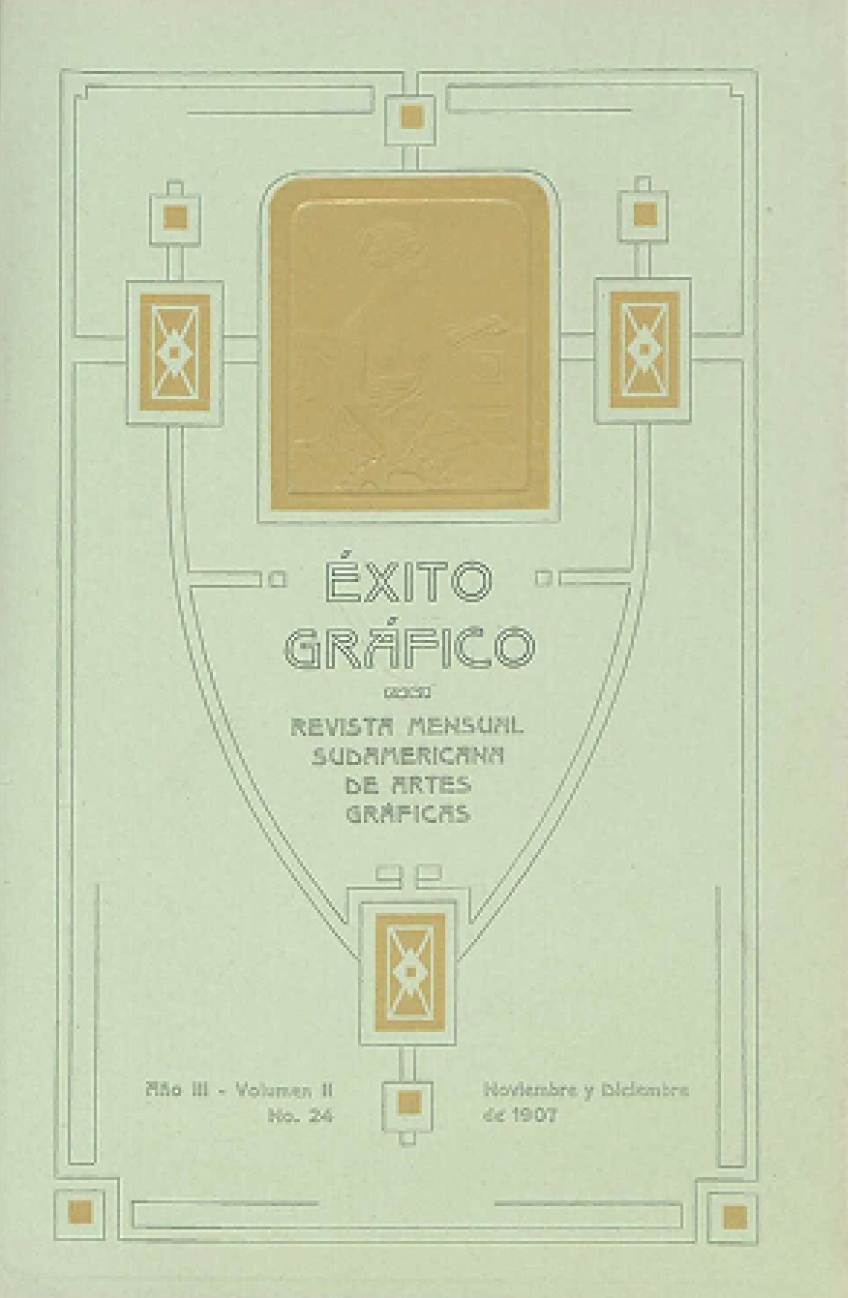 ÉXITO
GRÁFICO
REVISTA MENSUAL
SUDAMERICANA
DE ARTES
GRÁFICAS
Año III - Volumen II
No. 24
Noviembre y Diciembre
de 1907